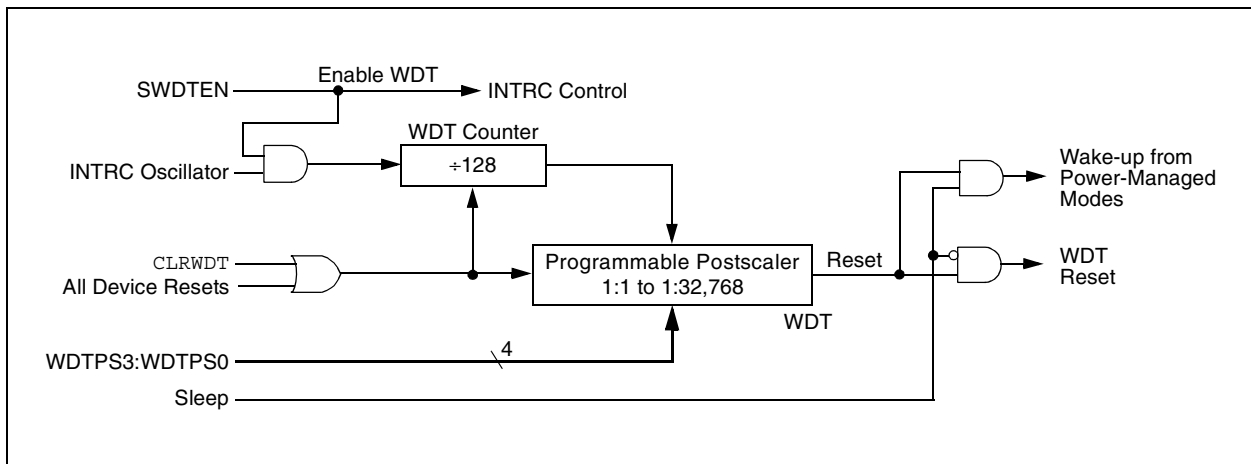 SWDTEN
Enable WDT
INTRC Control
WDT Counter
INTRC Oscillator
÷128
Wake-up from
Power-Managed
Modes
CLRWDT
All Device Resets
Programmable Postscaler
1:1 to 1:32,768
Reset
WDT
Reset
WDT
WDTPS3:WDTPS0
4
Sleep